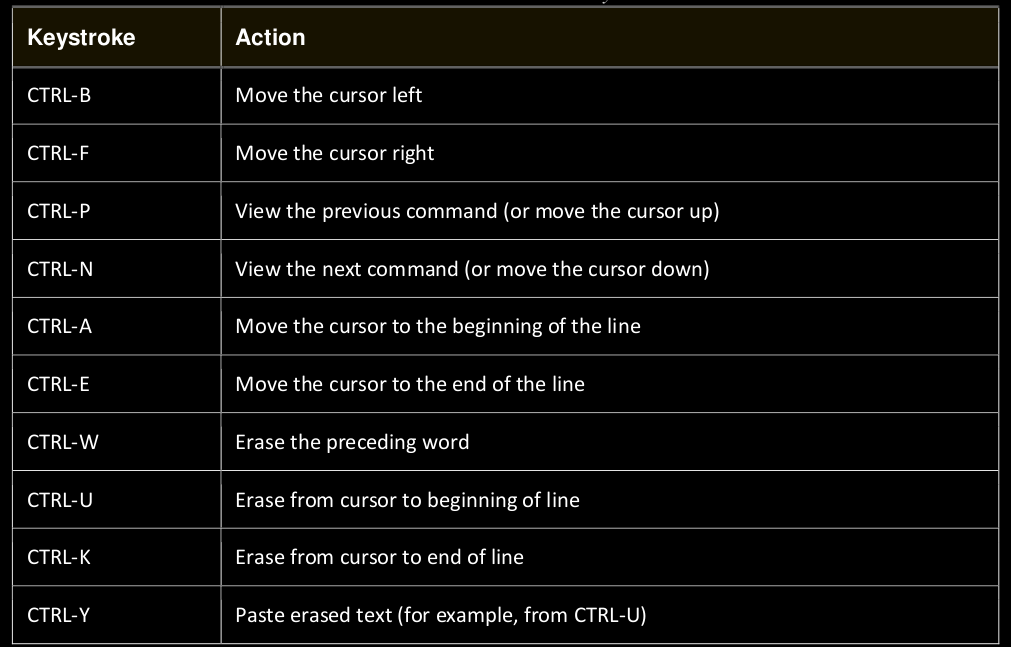 Keystroke Action
CTRL-B Move the cursor left
CTRL-F Move the cursor right
CTRL-P View the previous command (or move the cursor up)
CTRL-N View the next command (or move the cursor down)
CTRL-A Move the cursor to the beginning of the line
CTRL-E Move the cursor to the end of the line
CTRL-W Erase the preceding word
CTRL-U Erase from cursor to beginning of line
CTRL-K Erase from cursor to end of line
CTRL-Y Paste erased text (for example, from CTRL-U)